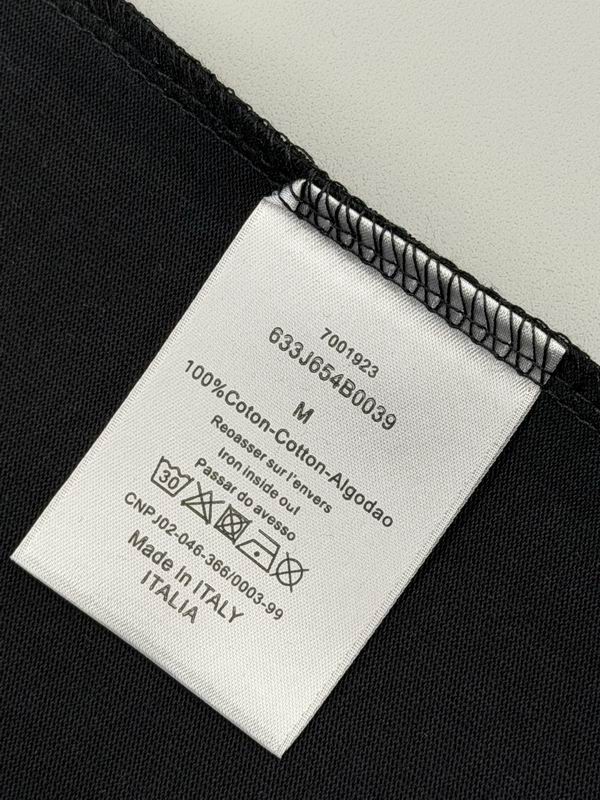 7001923
633J654B0039
M
100%Coton-Cotton-Algodao
Reoasser sur l'envers
Iron inside out
Passar do avesso
30
CNPJ02-046-366/0003-99
Made In ITALY
ITALIA